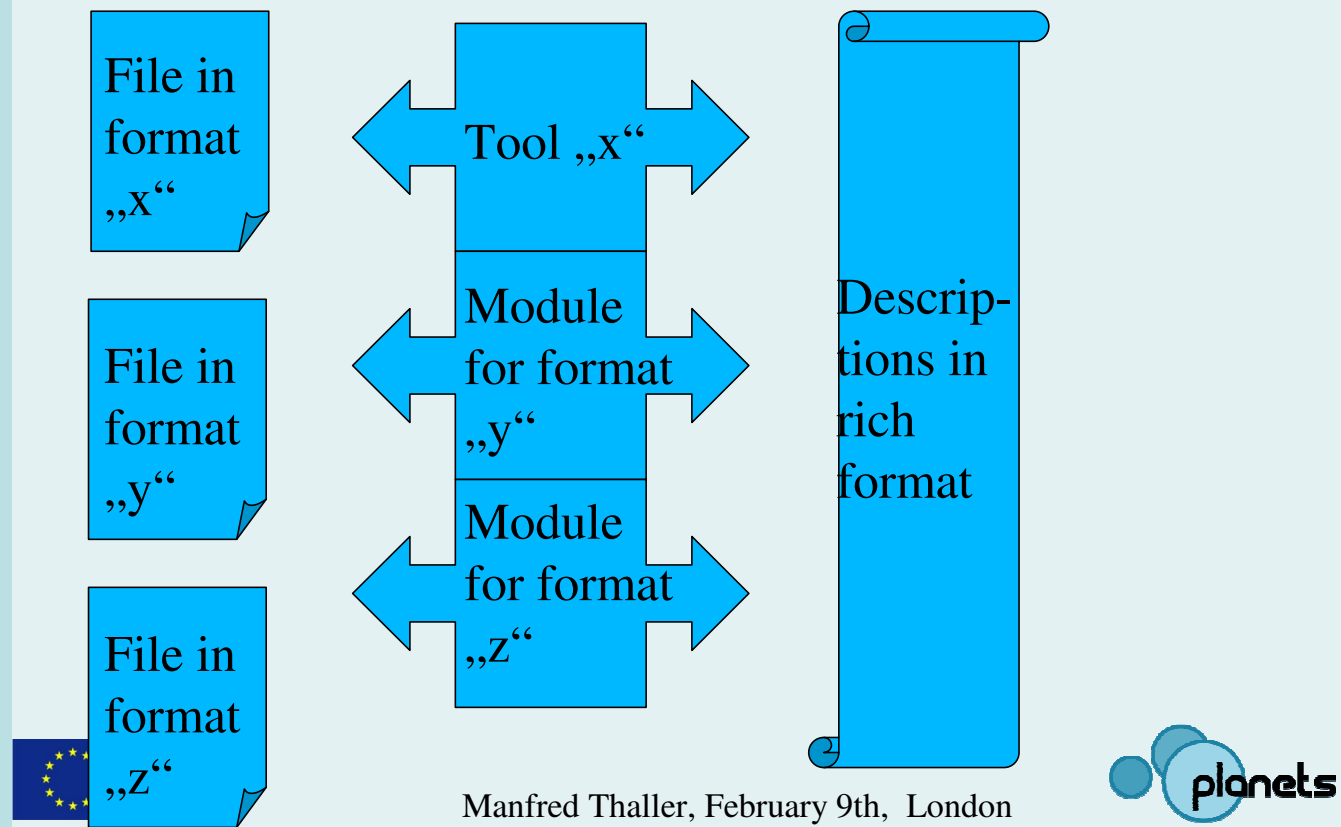 File in
format
„x“
File in
format
„y“
File in
format
„z“
Tool „x“
Module
for format
„y“
Module
for format
„z“
Descrip-
tions in
rich
format
Manfred Thaller, February 9th, London
planets